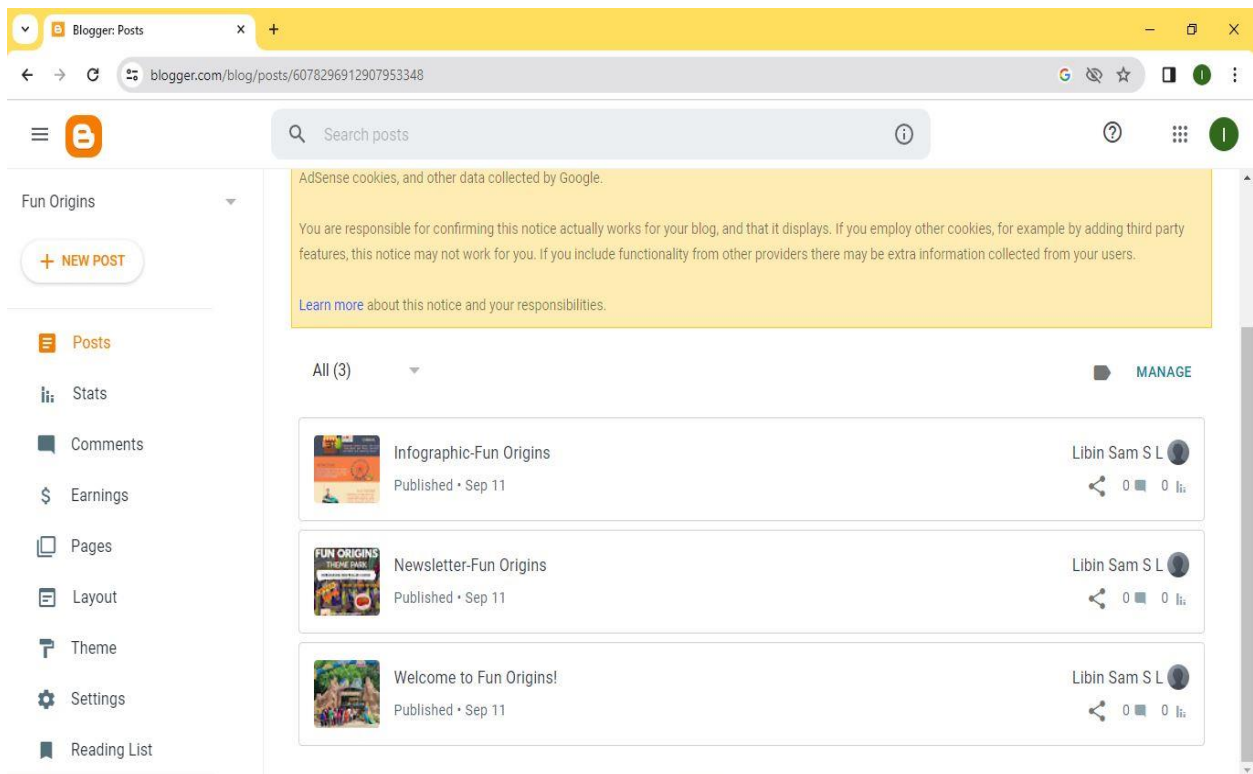 Blogger: Posts
blogger.com/blog/posts/6078296912907953348
Search posts
I
Fun Origins
+ NEW POST
Posts
Stats
Comments
Earnings
Pages
Layout
Theme
Settings
Reading List
AdSense cookies, and other data collected by Google.
You are responsible for confirming this notice actually works for your blog, and that it displays. If you employ other cookies, for example by adding third party
features, this notice may not work for you. If you include functionality from other providers there may be extra information collected from your users.
Learn more about this notice and your responsibilities.
All (3)
MANAGE
Infographic-Fun Origins
Libin Sam S L
Published • Sep 11
0 0
FUN ORIGINS
THEME PARK
Newsletter-Fun Origins
Libin Sam S L
Published • Sep 11
0 0
Welcome to Fun Origins!
Libin Sam S L
Published • Sep 11
0 0